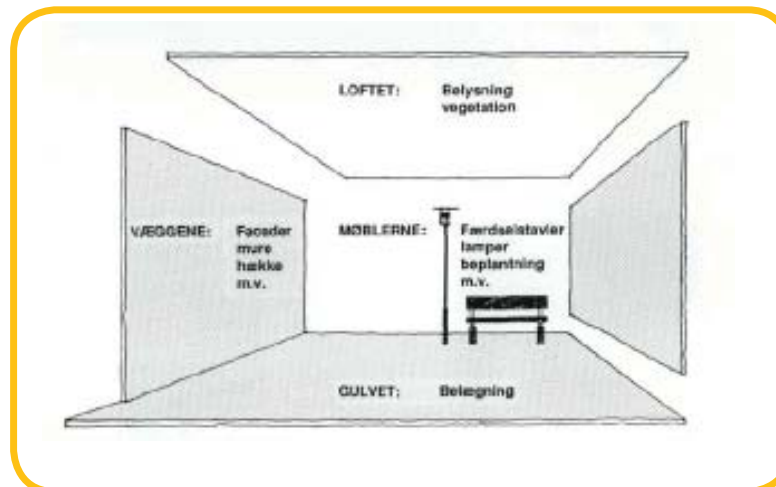 LOFTET: Belysning
vegetation
VÆGGENE: Facader
mure
hække
m.v.
MØBLERNE: Færdselstavler
lamper
beplantning
m.v.
GULVET: Belægning